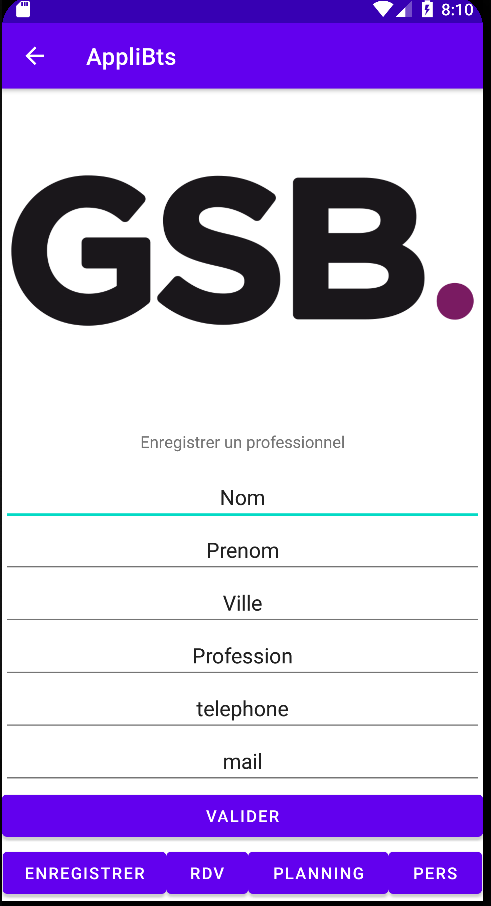 8:10
AppliBts
GSB.
Enregistrer un professionnel
Nom
Prenom
Ville
Profession
telephone
mail
VALIDER
ENREGISTRER RDV PLANNING PERS